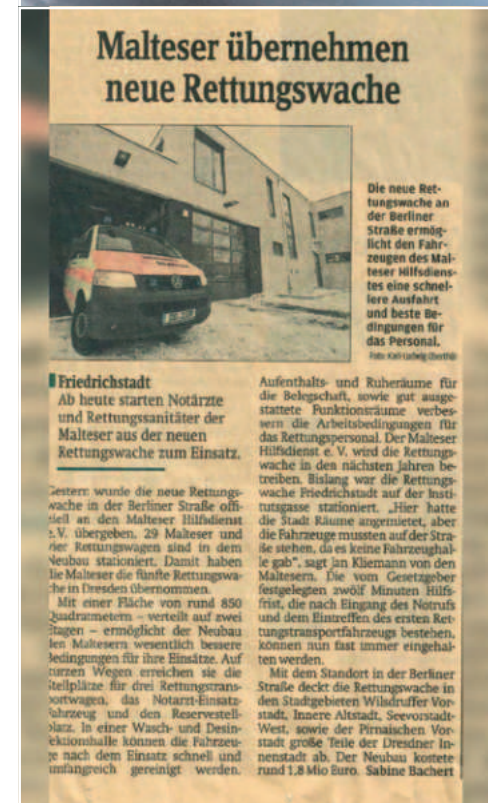 Malteser übernehmen
neue Rettungswache
Die neue Ret-
tungswache an
der Berliner
Straße ermög-
licht den Fahr-
zeugen des Mal-
teser Hilfsdiens-
tes eine schnel-
lere Ausfahrt
und beste Be-
dingungen für
das Personal.
Foto: Karl-Ludwig Oberthür
Friedrichstadt
Ab heute starten Notärzte
und Rettungssanitäter der
Malteser aus der neuen
Rettungswache zum Einsatz.
Gestern wurde die neue Rettungs-
wache in der Berliner Straße offi-
ziell an den Malteser Hilfsdienst
e.V. übergeben. 29 Malteser und
vier Rettungswagen sind in dem
Neubau stationiert. Damit haben
die Malteser die fünfte Rettungswa-
che in Dresden übernommen.
Mit einer Fläche von rund 850
Quadratmetern – verteilt auf zwei
Etagen – ermöglicht der Neubau
den Maltesern wesentlich bessere
Bedingungen für ihre Einsätze. Auf
kurzen Wegen erreichen sie die
Stellplätze für drei Rettungstrans-
portwagen, das Notarzt-Einsatz-
fahrzeug und den Reservestell-
platz. In einer Wasch- und Desin-
fektionshalle können die Fahrzeu-
ge nach dem Einsatz schnell und
umfangreich gereinigt werden.
Aufenthalts- und Ruheräume für
die Belegschaft, sowie gut ausge-
stattete Funktionsräume verbes-
sern die Arbeitsbedingungen für
das Rettungspersonal. Der Malteser
Hilfsdienst e. V. wird die Rettungs-
wache in den nächsten Jahren be-
treiben. Bislang war die Rettungs-
wache Friedrichstadt auf der Insti-
tutsgasse stationiert. „Hier hatte
die Stadt Räume angemietet, aber
die Fahrzeuge mussten auf der Stra-
ße stehen, da es keine Fahrzeughal-
le gab“, sagt Jan Kliemann von den
Maltesern. Die vom Gesetzgeber
festgelegten zwölf Minuten Hilfs-
frist, die nach Eingang des Notrufs
und dem Eintreffen des ersten Ret-
tungstransportfahrzeugs bestehen,
können nun fast immer eingehal-
ten werden.
Mit dem Standort in der Berliner
Straße deckt die Rettungswache in
den Stadtgebieten Wilsdruffer Vor-
stadt, Innere Altstadt, Seevorstadt-
West, sowie der Pirnaischen Vor-
stadt große Teile der Dresdner In-
nenstadt ab. Der Neubau kostete
rund 1,8 Mio Euro. Sabine Bachert